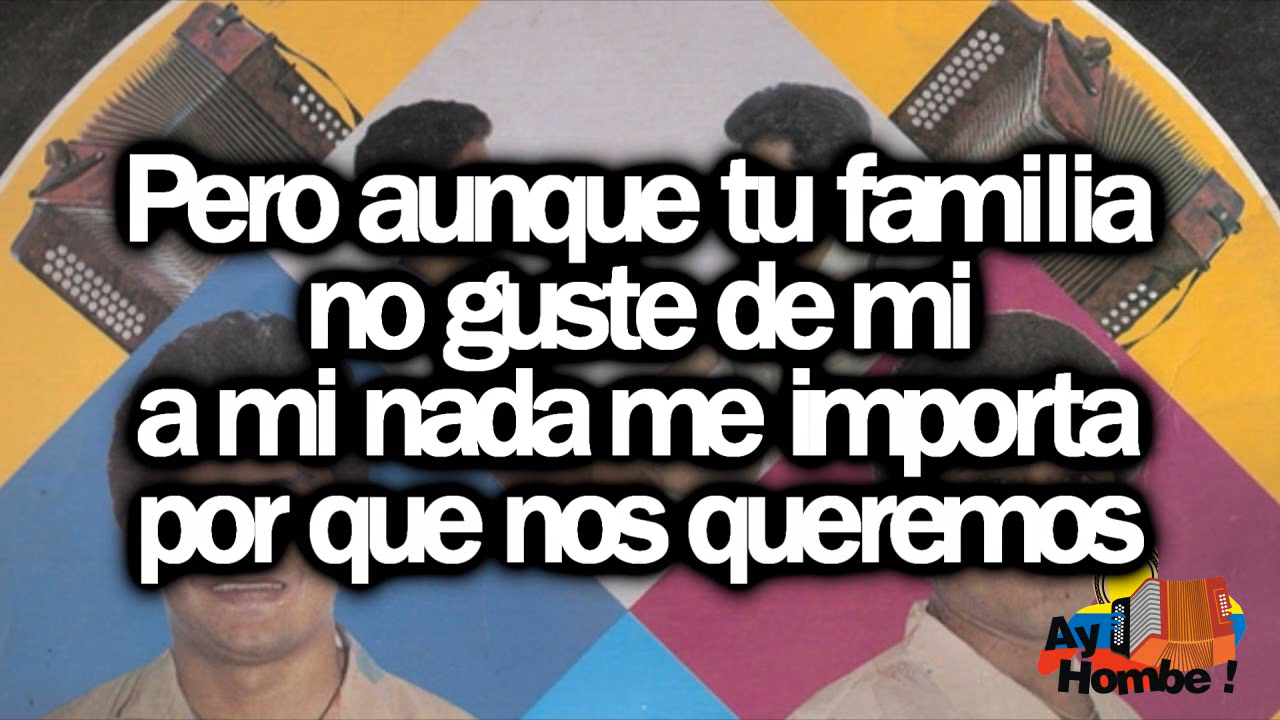 Pero aunque tu familia
no guste de mi
a mi nada me importa
por que nos queremos
Ay
Hombe !